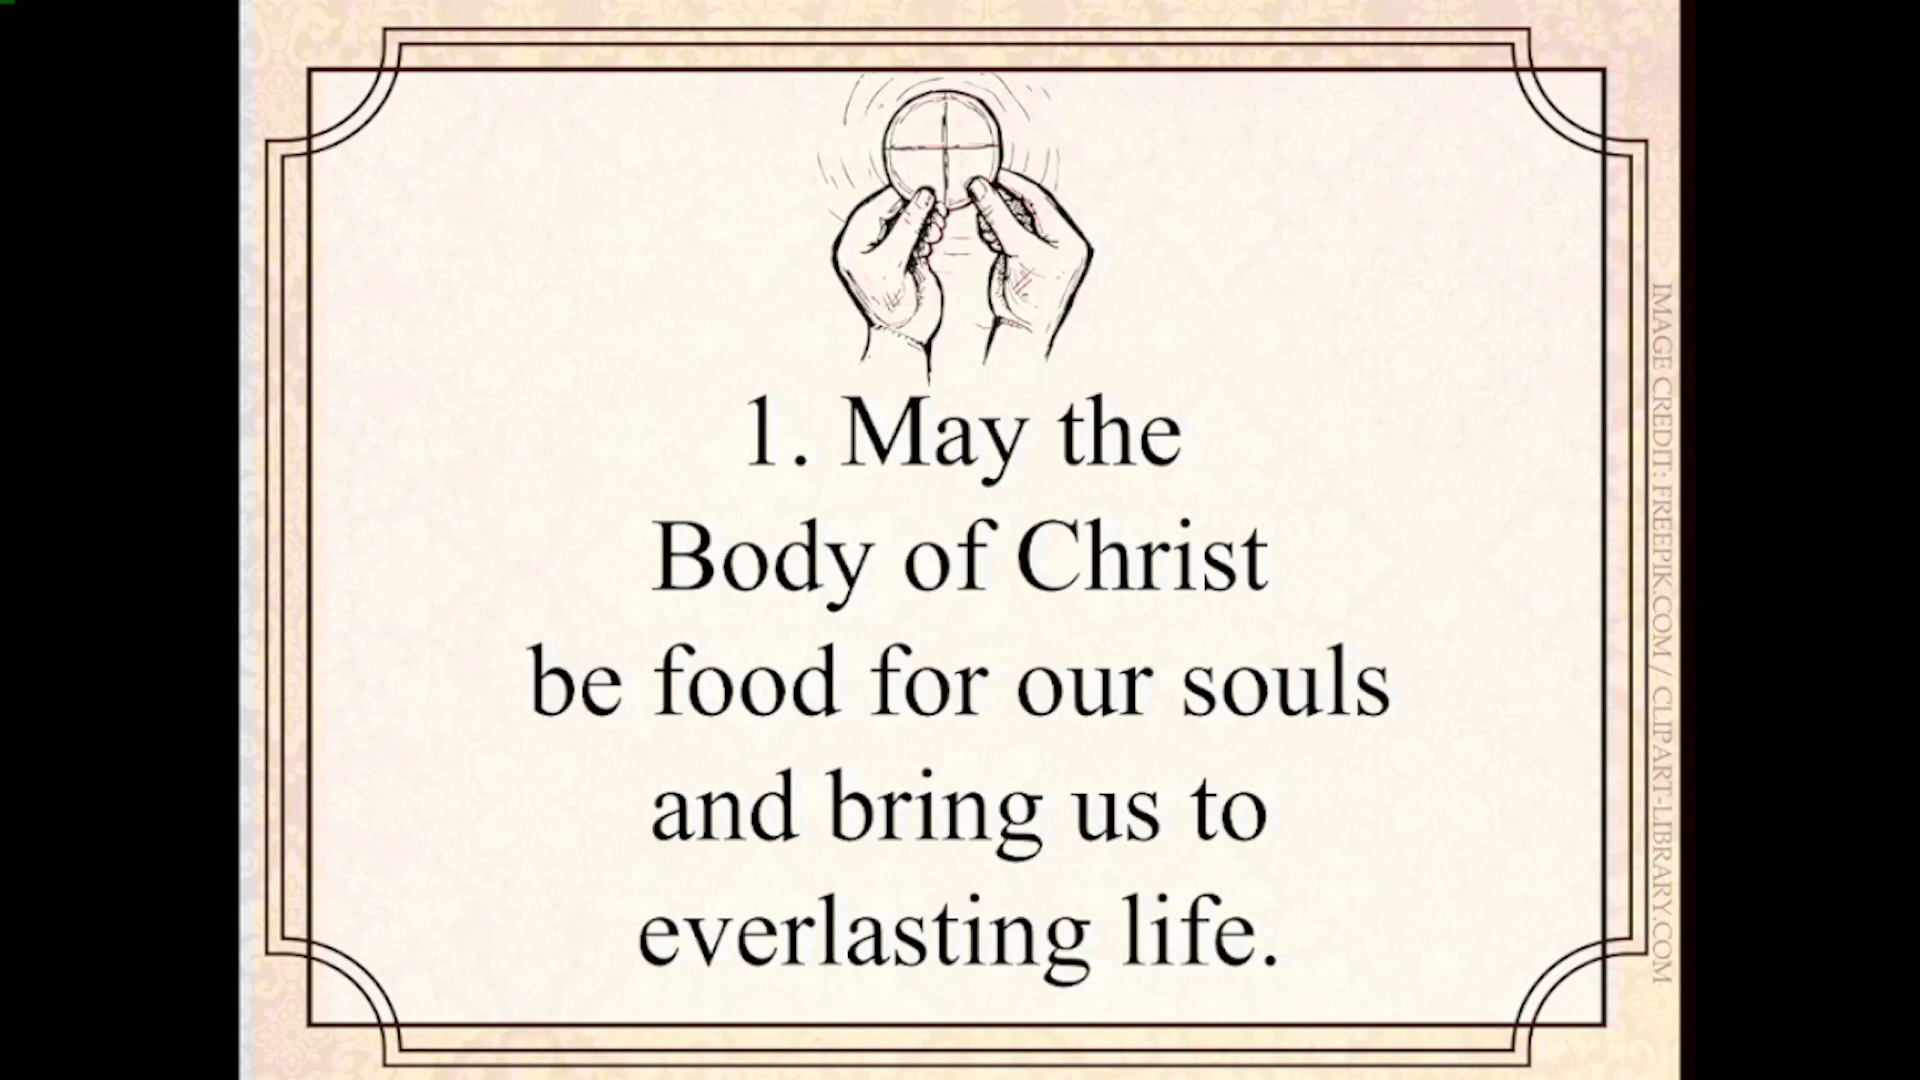 1. May the
Body of Christ
be food for our souls
and bring us to
everlasting life.
IMAGE CREDIT: FREEPIK.COM / CLIPART-LIBRARY.COM